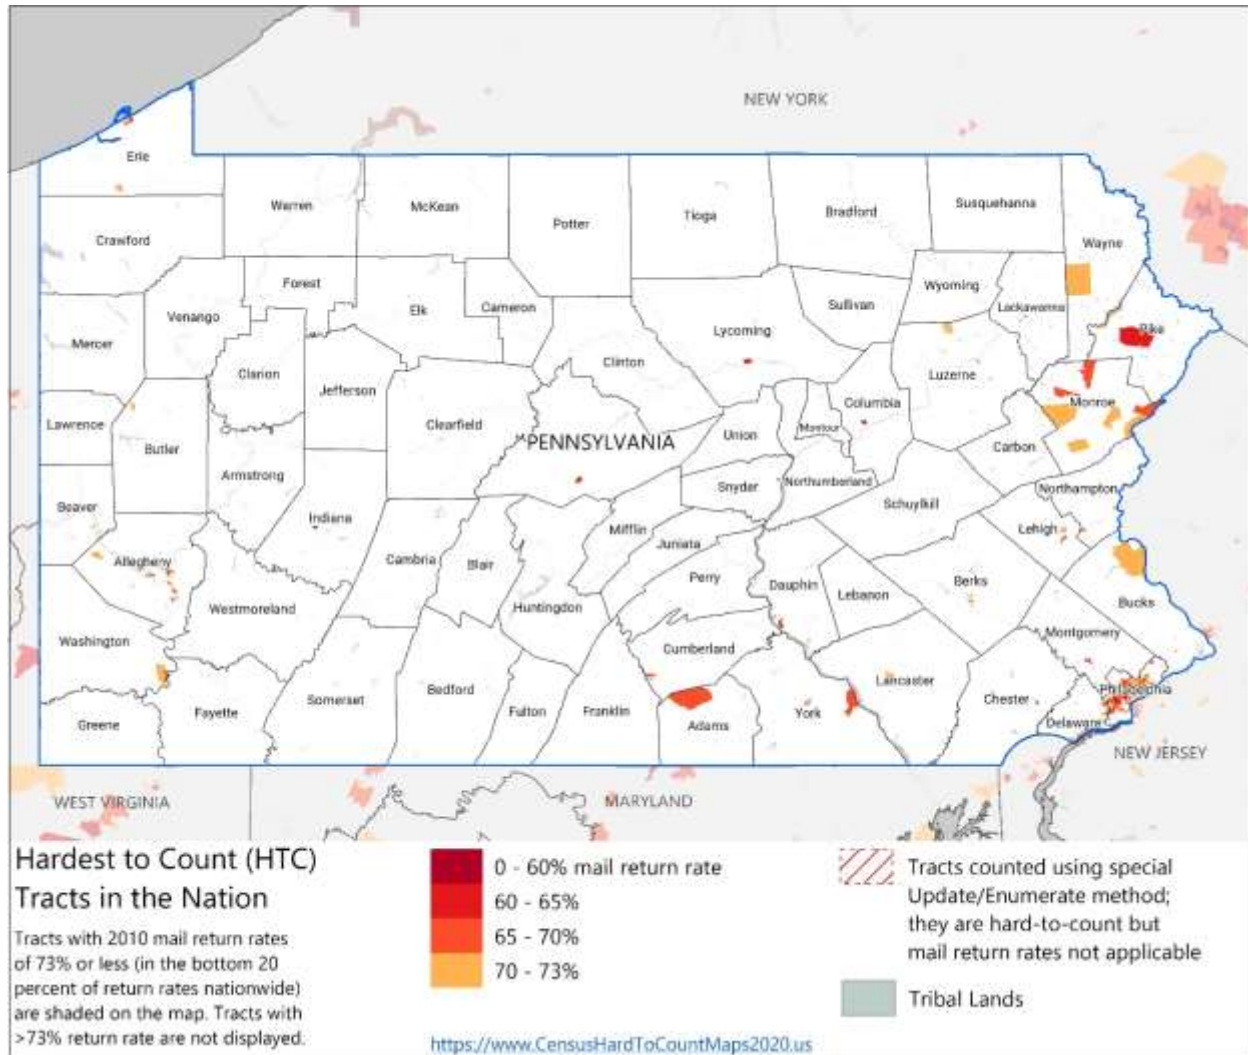 NEW YORK
Erie
Warren
McKean
Potter
Tioga
Bradford
Susquehanna
Wayne
Crawford
Forest
Wyoming
Venango
Elk
Cameron
Sullivan
Lackawanna
Pike
Mercer
Lycoming
Clinton
Clarion
Jefferson
Luzerne
Columbia
Monroe
Lawrence
Clearfield
PENNSYLVANIA
Union
Montour
Butler
Carbon
Armstrong
Snyder
Northumberland
Northampton
Beaver
Indiana
Mifflin
Schuylkill
Lehigh
Juniata
Allegheny
Cambria
Blair
Perry
Dauphin
Lebanon
Berks
Bucks
Westmoreland
Huntingdon
Washington
Cumberland
Montgomery
Lancaster
Greene
Fayette
Somerset
Bedford
Fulton
Franklin
Adams
York
Chester
Philadelphia
Delaware
NEW JERSEY
WEST VIRGINIA
MARYLAND
Hardest to Count (HTC)
Tracts in the Nation
Tracts with 2010 mail return rates
of 73% or less (in the bottom 20
percent of return rates nationwide)
are shaded on the map. Tracts with
>73% return rate are not displayed.
0 - 60% mail return rate
60 - 65%
65 - 70%
70 - 73%
https://www.CensusHardToCountMaps2020.us
Tracts counted using special
Update/Enumerate method;
they are hard-to-count but
mail return rates not applicable
Tribal Lands